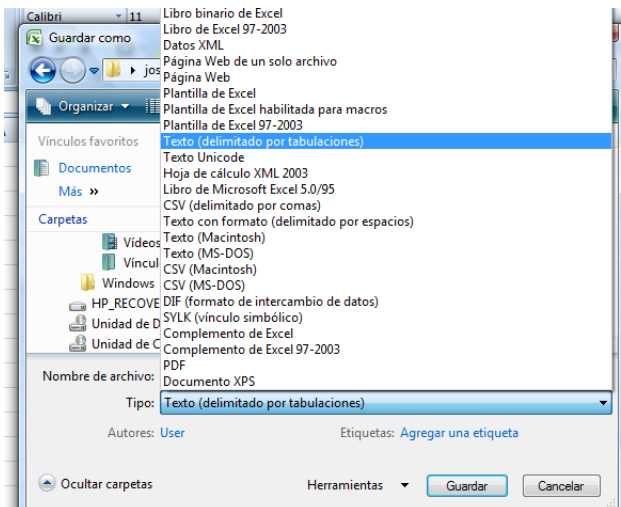 Calibri 11
Guardar como
jos
Organizar
Vínculos favoritos
Documentos
Más »
Carpetas
Vídeos
Víncul
Windows
HP_RECOVE
Unidad de D
Unidad de C
Libro binario de Excel
Libro de Excel 97-2003
Datos XML
Página Web de un solo archivo
Página Web
Plantilla de Excel
Plantilla de Excel habilitada para macros
Plantilla de Excel 97-2003
Texto (delimitado por tabulaciones)
Texto Unicode
Hoja de cálculo XML 2003
Libro de Microsoft Excel 5.0/95
CSV (delimitado por comas)
Texto con formato (delimitado por espacios)
Texto (Macintosh)
Texto (MS-DOS)
CSV (Macintosh)
CSV (MS-DOS)
DIF (formato de intercambio de datos)
SYLK (vínculo simbólico)
Complemento de Excel
Complemento de Excel 97-2003
PDF
Documento XPS
Nombre de archivo:
Tipo: Texto (delimitado por tabulaciones)
Autores: User Etiquetas: Agregar una etiqueta
Ocultar carpetas Herramientas Guardar Cancelar